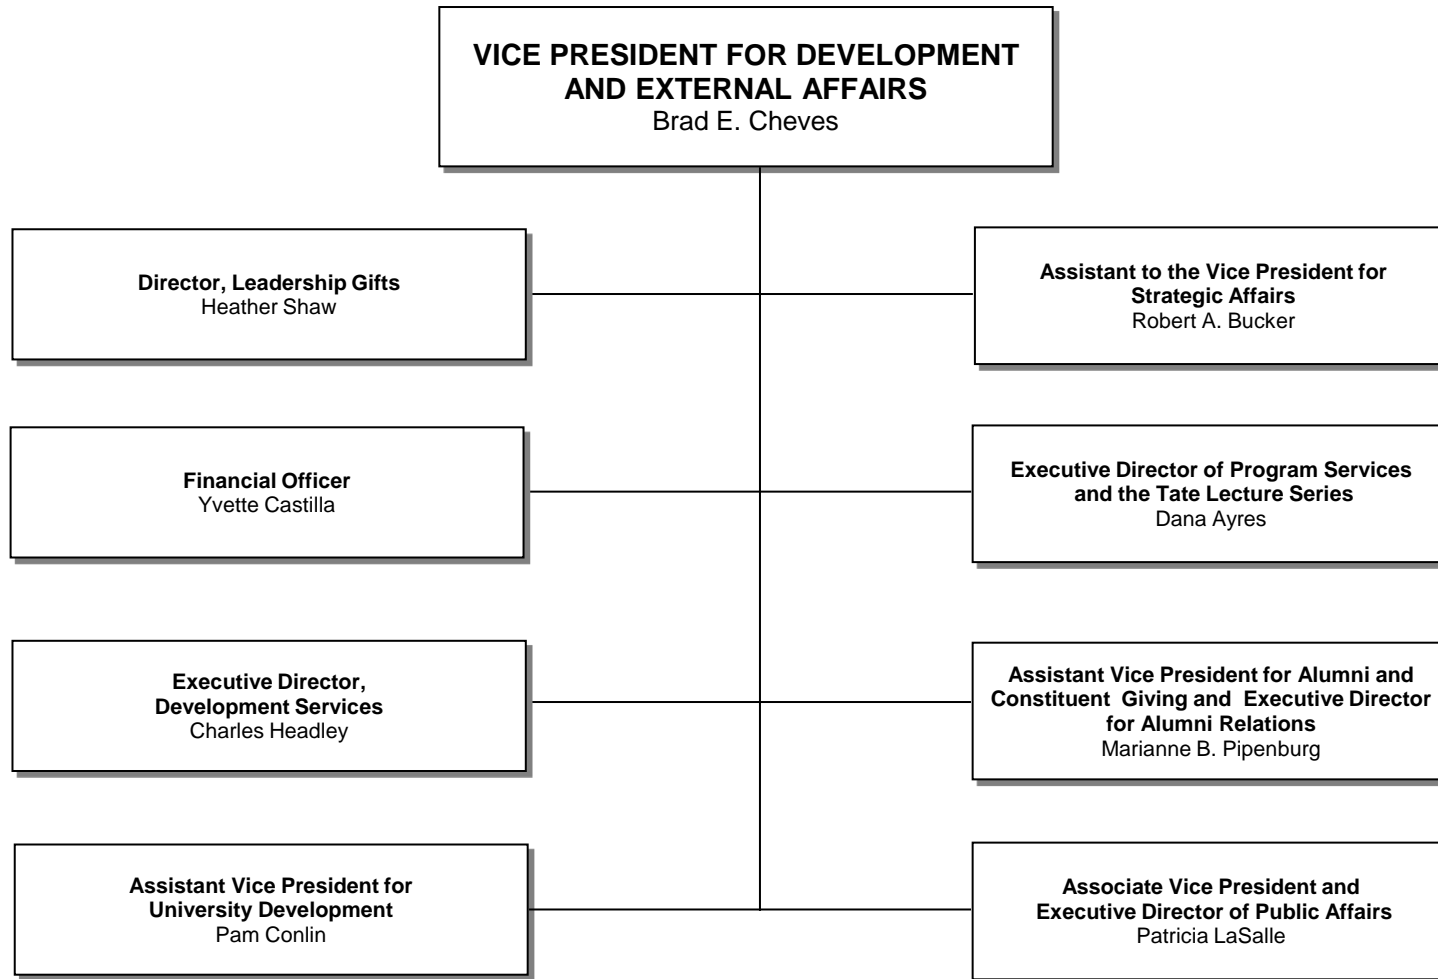 VICE PRESIDENT FOR DEVELOPMENT
AND EXTERNAL AFFAIRS
Brad E. Cheves
Director, Leadership Gifts
Heather Shaw
Assistant to the Vice President for
Strategic Affairs
Robert A. Bucker
Financial Officer
Yvette Castilla
Executive Director of Program Services
and the Tate Lecture Series
Dana Ayres
Executive Director,
Development Services
Charles Headley
Assistant Vice President for Alumni and
Constituent Giving and Executive Director
for Alumni Relations
Marianne B. Pipenburg
Assistant Vice President for
University Development
Pam Conlin
Associate Vice President and
Executive Director of Public Affairs
Patricia LaSalle